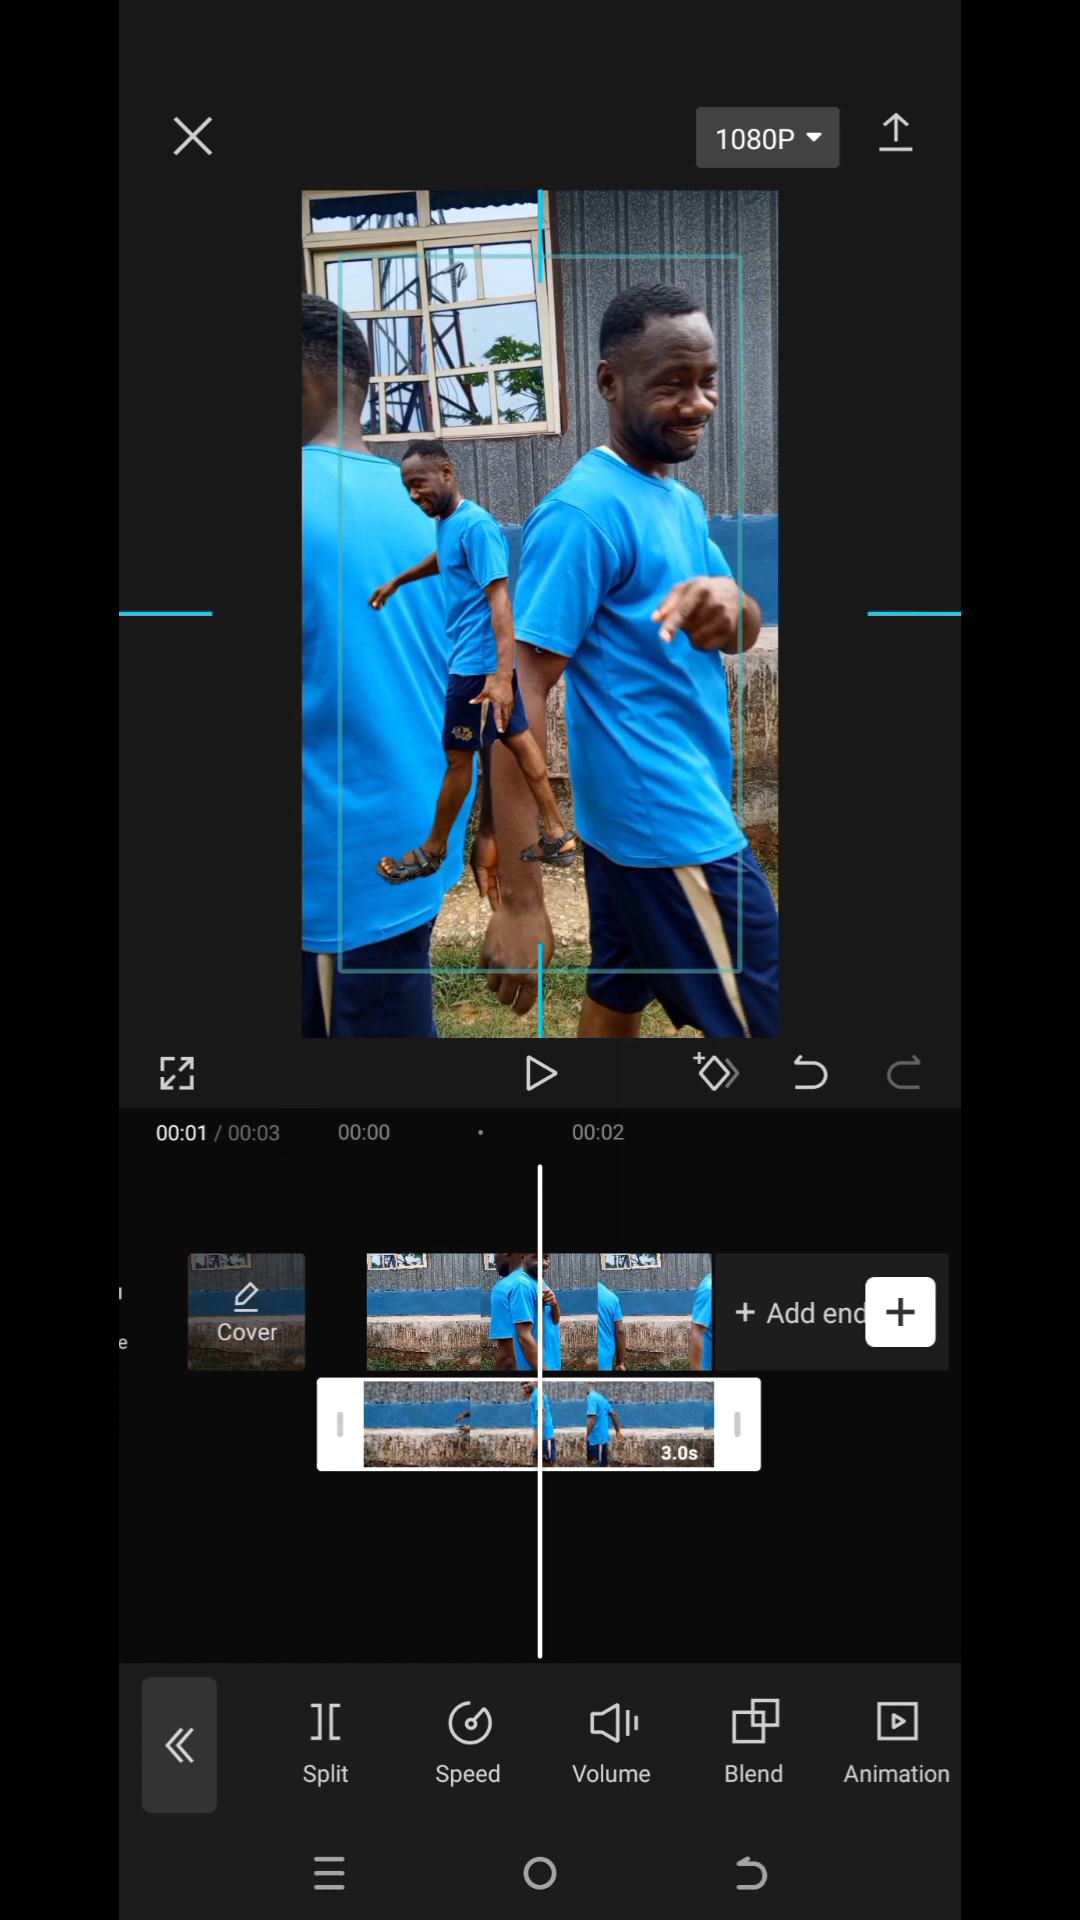 1080P
00:01 / 00:03
00:00
00:02
e
Cover
+ Add end
3.0s
Split
Speed
Volume
Blend
Animation